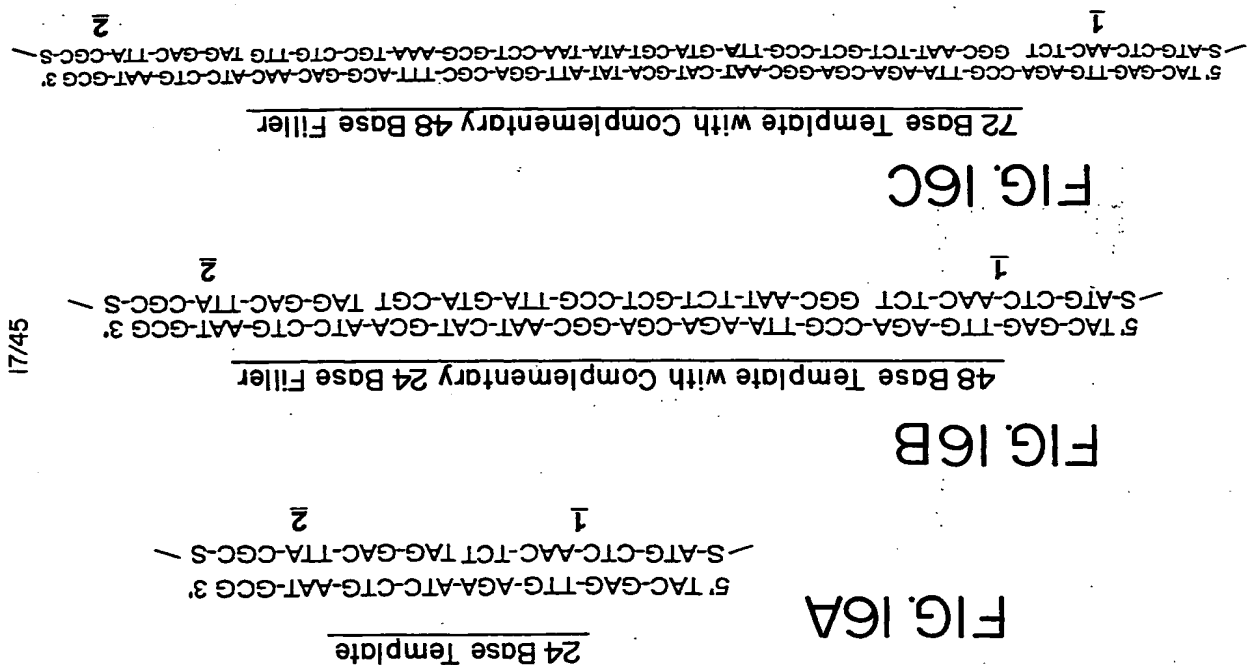 24 Base Template
FIG. 16A
5' TAC-GAG-TTG-AGA-ATC-CTG-AAT-GCG 3'
S-ATG-CTC-AAC-TCT TAG-GAC-TTA-CGC-S
1 2
FIG. 16B
48 Base Template with Complementary 24 Base Filler
5' TAC-GAG-TTG-AGA-CCG-TTA-AGA-CGA-GGC-AAT-CAT-GCA-ATC-CTG-AAT-GCG 3'
S-ATG-CTC-AAC-TCT GGC-AAT-TCT-GCT-CCG-TTA-GTA-CGT TAG-GAC-TTA-CGC-S
1 2
17/45
FIG. 16C
72 Base Template with Complementary 48 Base Filler
5' TAC-GAG-TTG-AGA-CCG-TTA-AGA-CGA-GGC-AAT-CAT-GCA-TAT-ATT-GGA-CGC-TTT-ACG-GAC-AAC-ATC-CTG-AAT-GCG 3'
-S-ATG-CTC-AAC-TCT GGC-AAT-TCT-GCT-CCG-TTA-GTA-CGT-ATA-TAA-CCT-GCG-AAA-TGC-CTG-TTG TAG-GAC-TTA-CGC-S-
1 2